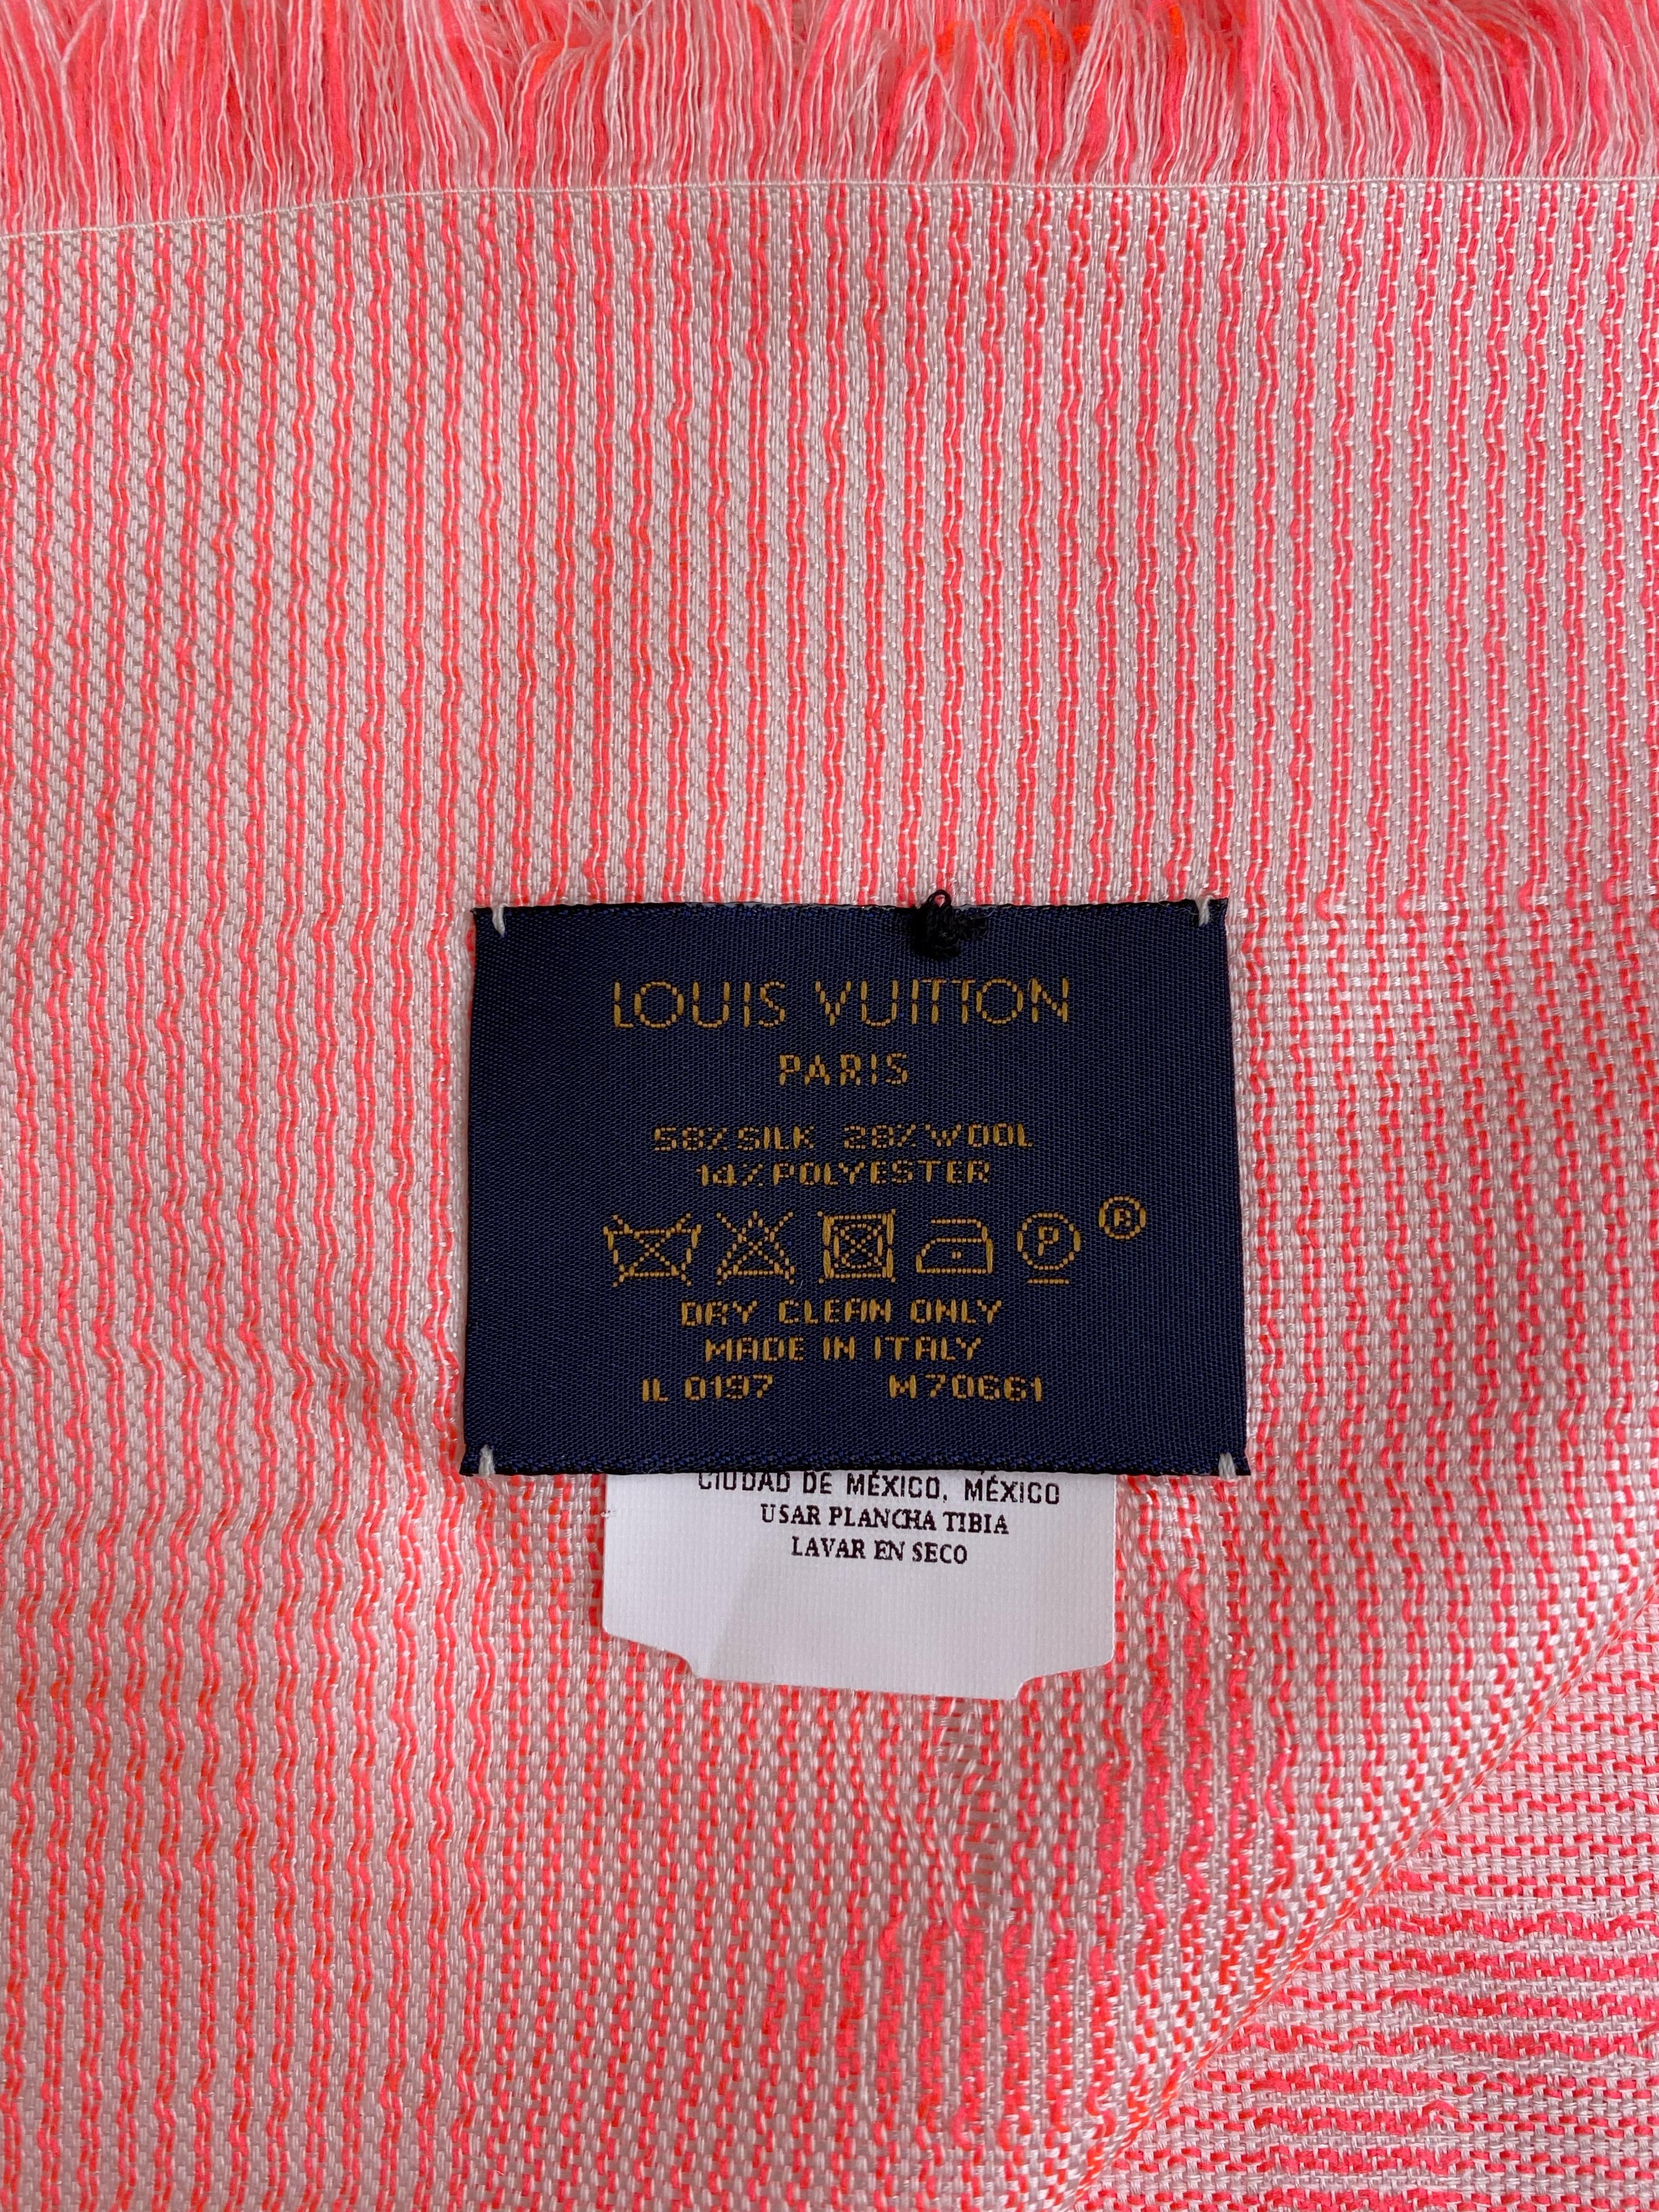 LOUIS VUITTON
PARIS
58% SILK 28% WOOL
14% POLYESTER
P ®
DRY CLEAN ONLY
MADE IN ITALY
IL 0197 M70661
CIUDAD DE MÉXICO, MÉXICO
USAR PLANCHA TIBIA
LAVAR EN SECO